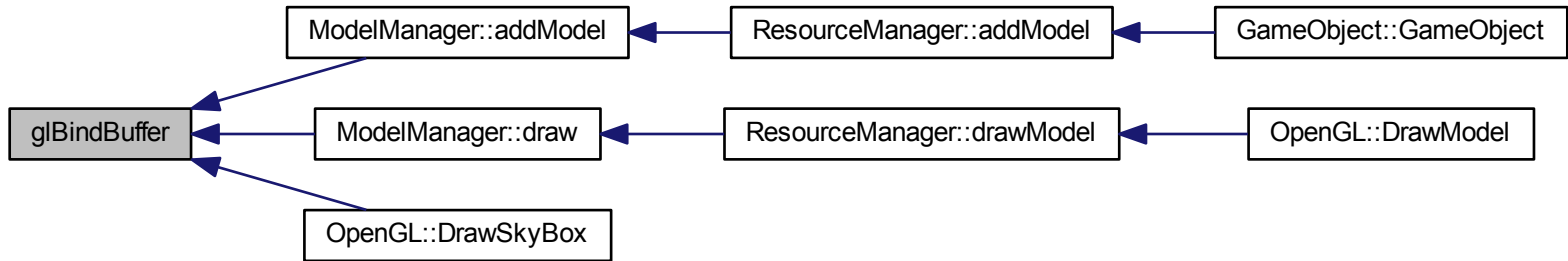 ModelManager::addModel
ResourceManager::addModel
GameObject::GameObject
glBindBuffer
ModelManager::draw
ResourceManager::drawModel
OpenGL::DrawModel
OpenGL::DrawSkyBox